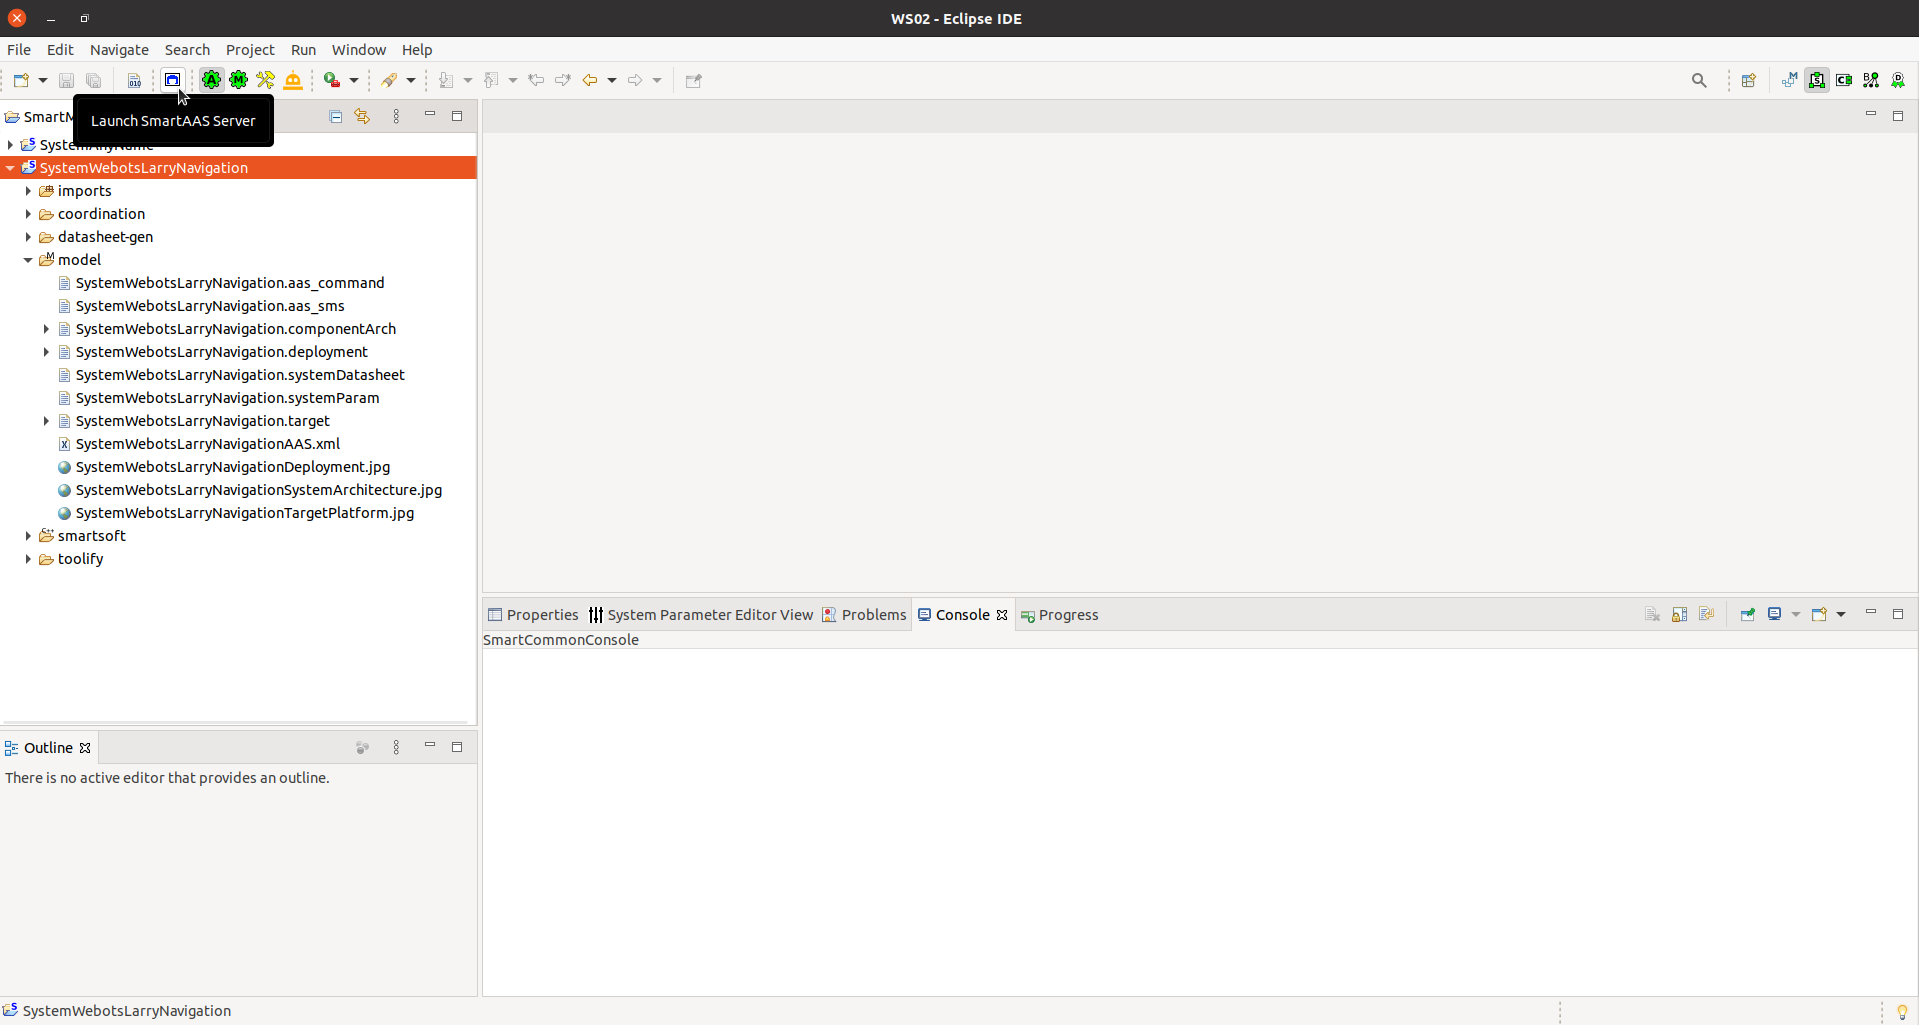 WS02 - Eclipse IDE
File Edit Navigate Search Project Run Window Help
Launch SmartAAS Server
SystemWebotsLarryNavigation
imports
coordination
datasheet-gen
model
SystemWebotsLarryNavigation.aas_command
SystemWebotsLarryNavigation.aas_sms
SystemWebotsLarryNavigation.componentArch
SystemWebotsLarryNavigation.deployment
SystemWebotsLarryNavigation.systemDatasheet
SystemWebotsLarryNavigation.systemParam
SystemWebotsLarryNavigation.target
SystemWebotsLarryNavigationAAS.xml
SystemWebotsLarryNavigationDeployment.jpg
SystemWebotsLarryNavigationSystemArchitecture.jpg
SystemWebotsLarryNavigationTargetPlatform.jpg
smartsoft
toolify
Properties System Parameter Editor View Problems Console Progress
SmartCommonConsole
Outline
There is no active editor that provides an outline.
SystemWebotsLarryNavigation